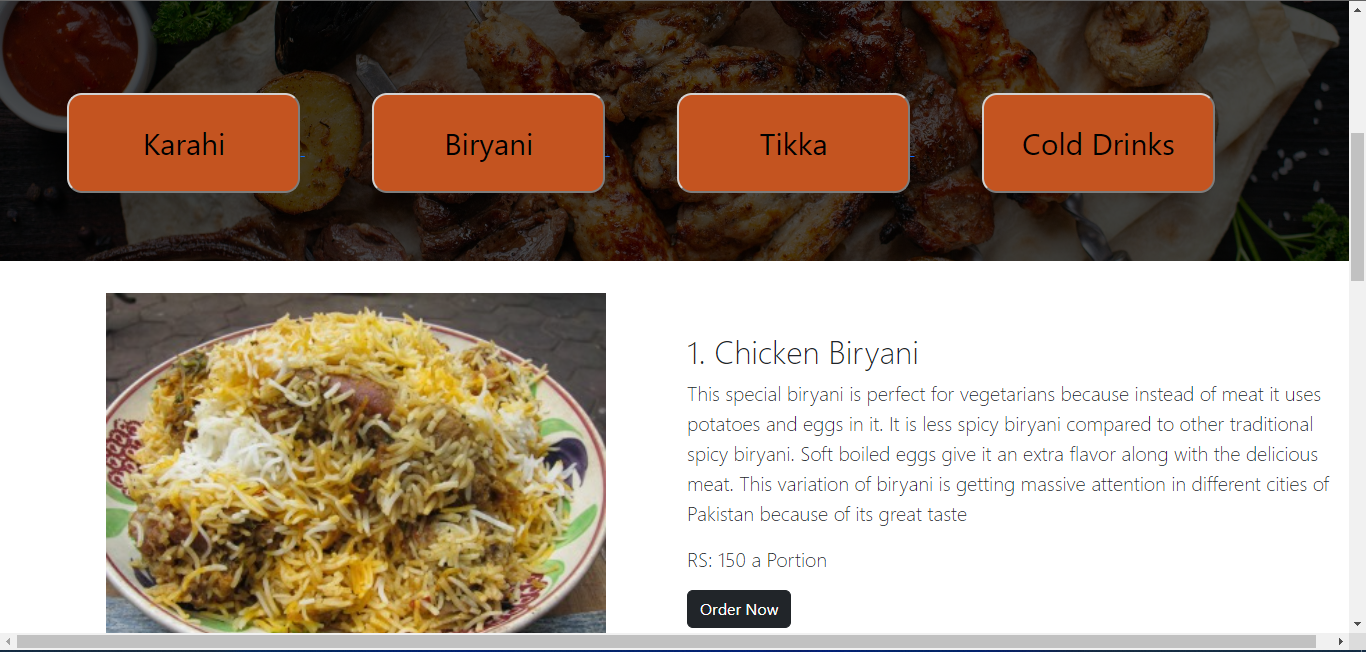 Karahi
Biryani
Tikka
Cold Drinks
1. Chicken Biryani
This special biryani is perfect for vegetarians because instead of meat it uses
potatoes and eggs in it. It is less spicy biryani compared to other traditional
spicy biryani. Soft boiled eggs give it an extra flavor along with the delicious
meat. This variation of biryani is getting massive attention in different cities of
Pakistan because of its great taste
RS: 150 a Portion
Order Now